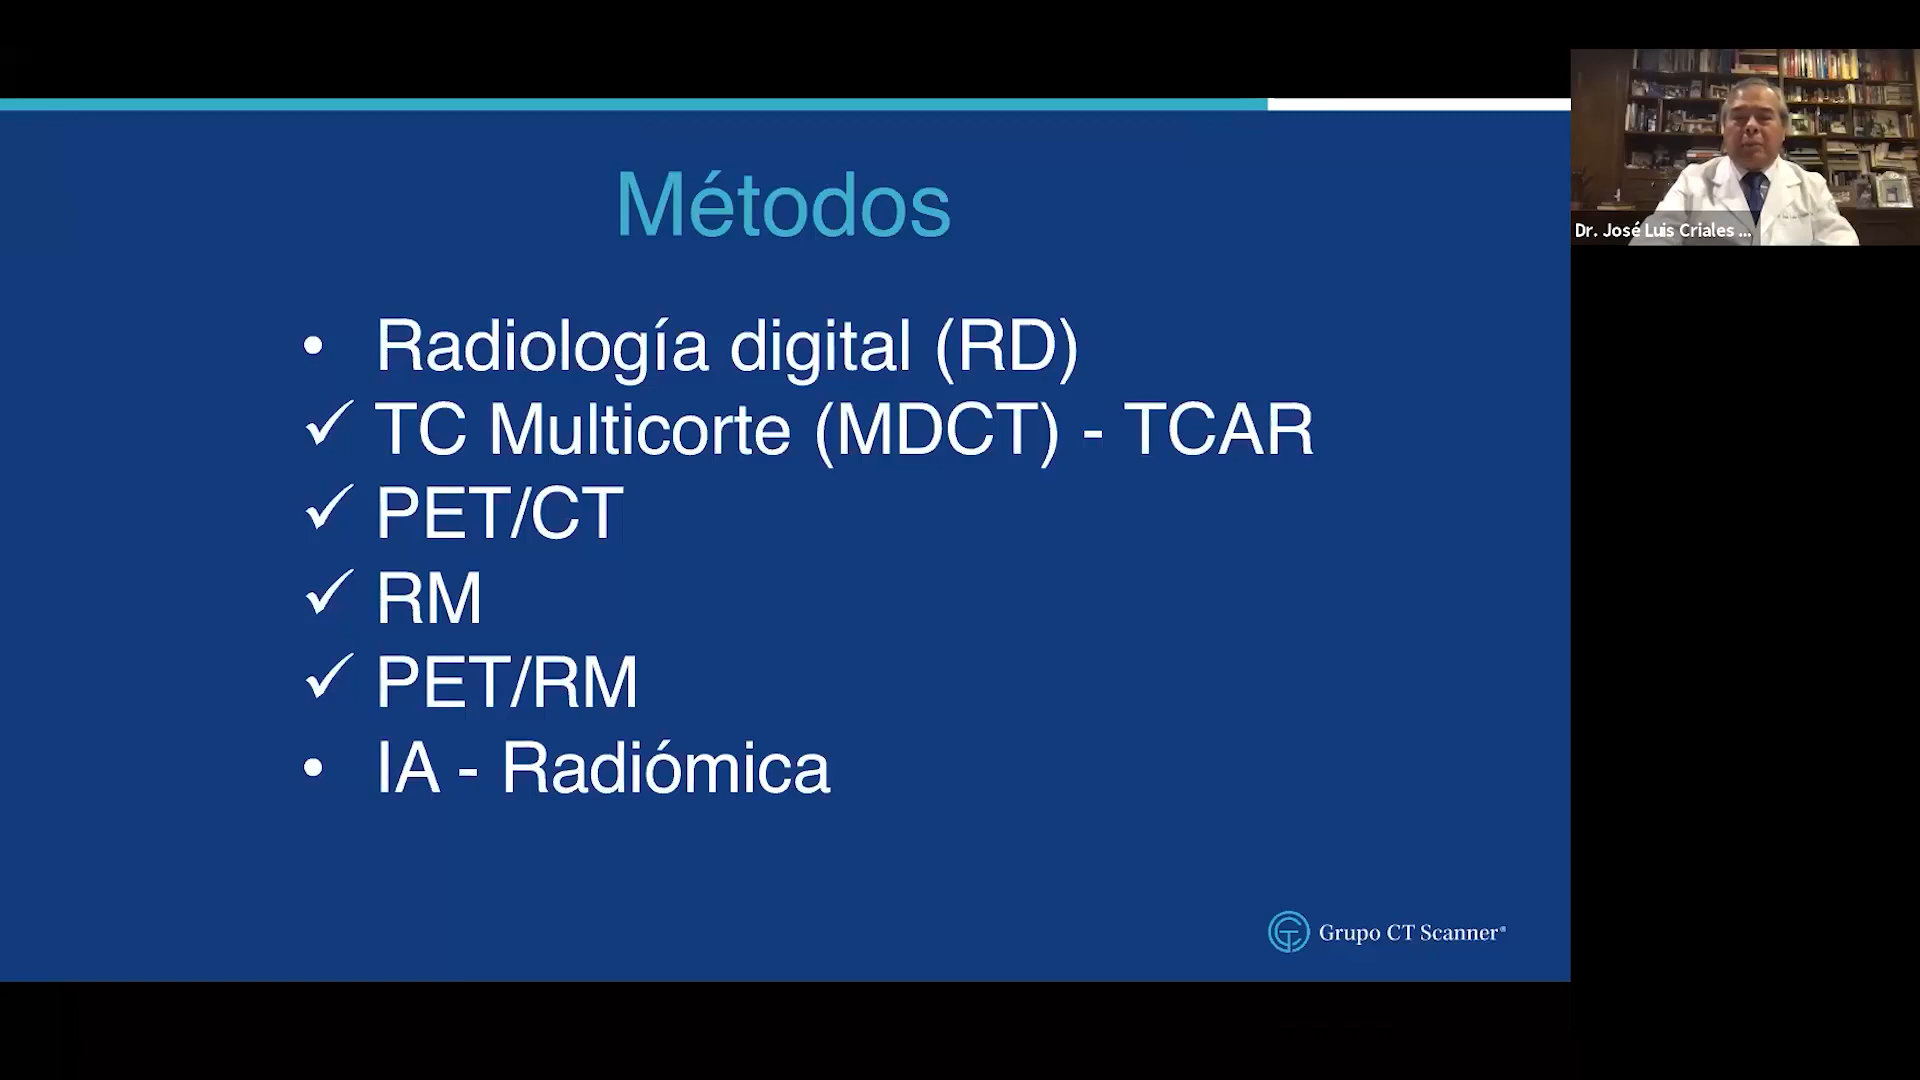 Métodos
• Radiología digital (RD)
✓ TC Multicorte (MDCT) - TCAR
✓ PET/CT
✓ RM
✓ PET/RM
• IA - Radiómica
Grupo CT Scanner®
Dr. José Luis Criales ...